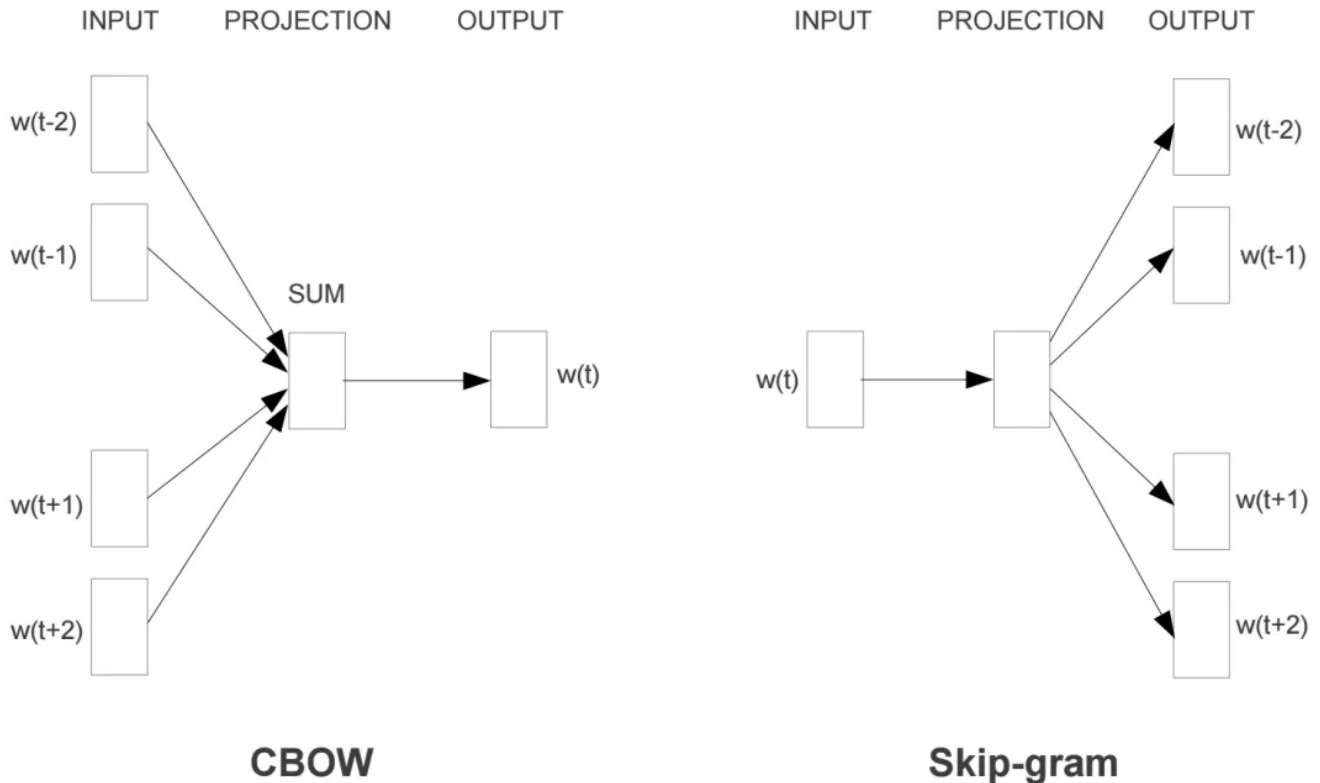 INPUT PROJECTION OUTPUT
w(t-2)
w(t-1)
SUM
w(t)
w(t+1)
w(t+2)
CBOW
INPUT PROJECTION OUTPUT
w(t-2)
w(t-1)
w(t)
w(t+1)
w(t+2)
Skip-gram